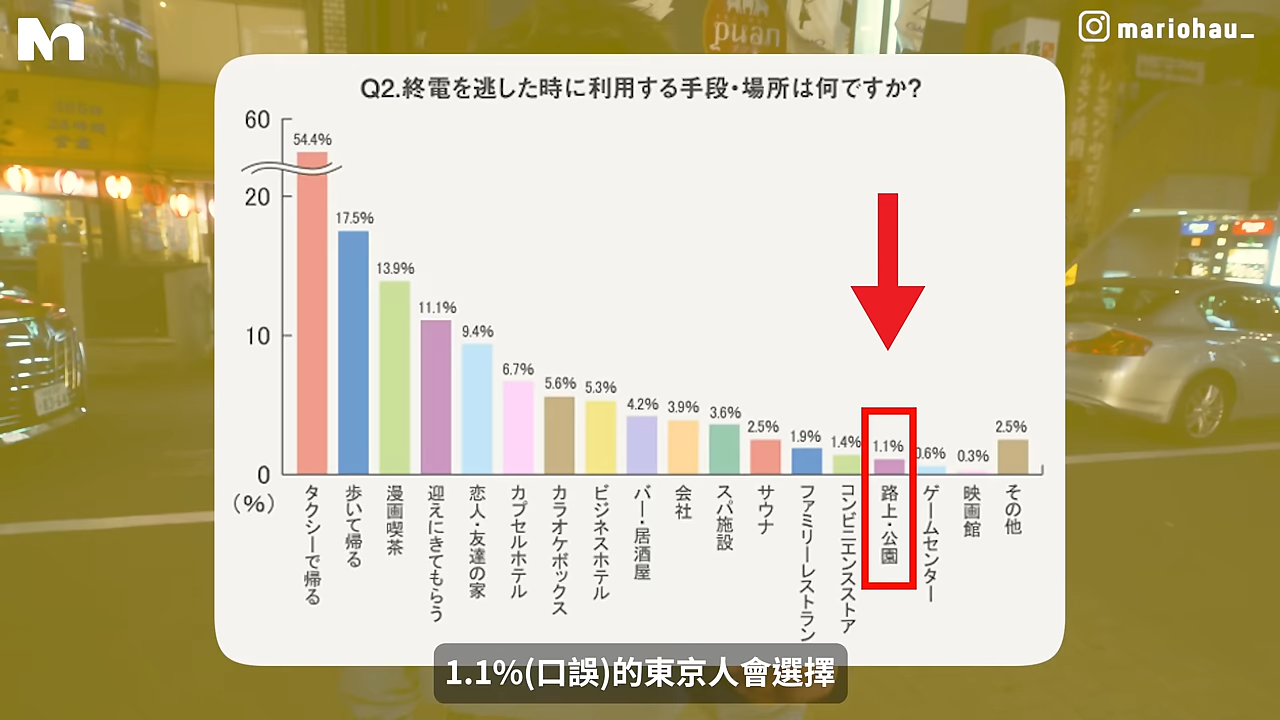 mariohau_
puan
Q2.終電を逃した時に利用する手段・場所は何ですか?
60
20
10
0
(%)
54.4%
17.5%
13.9%
11.1%
9.4%
6.7%
5.6%
5.3%
4.2%
3.9%
3.6%
2.5%
1.9%
1.4%
1.1%
0.6%
0.3%
2.5%
タクシーで帰る
歩いて帰る
漫画喫茶
迎えにきてもらう
恋人・友達の家
カプセルホテル
カラオケボックス
ビジネスホテル
バー・居酒屋
会社
スパ施設
サウナ
ファミリーレストラン
コンビニエンスストア
路上・公園
ゲームセンター
映画館
その他
1.1%(口誤)的東京人會選擇